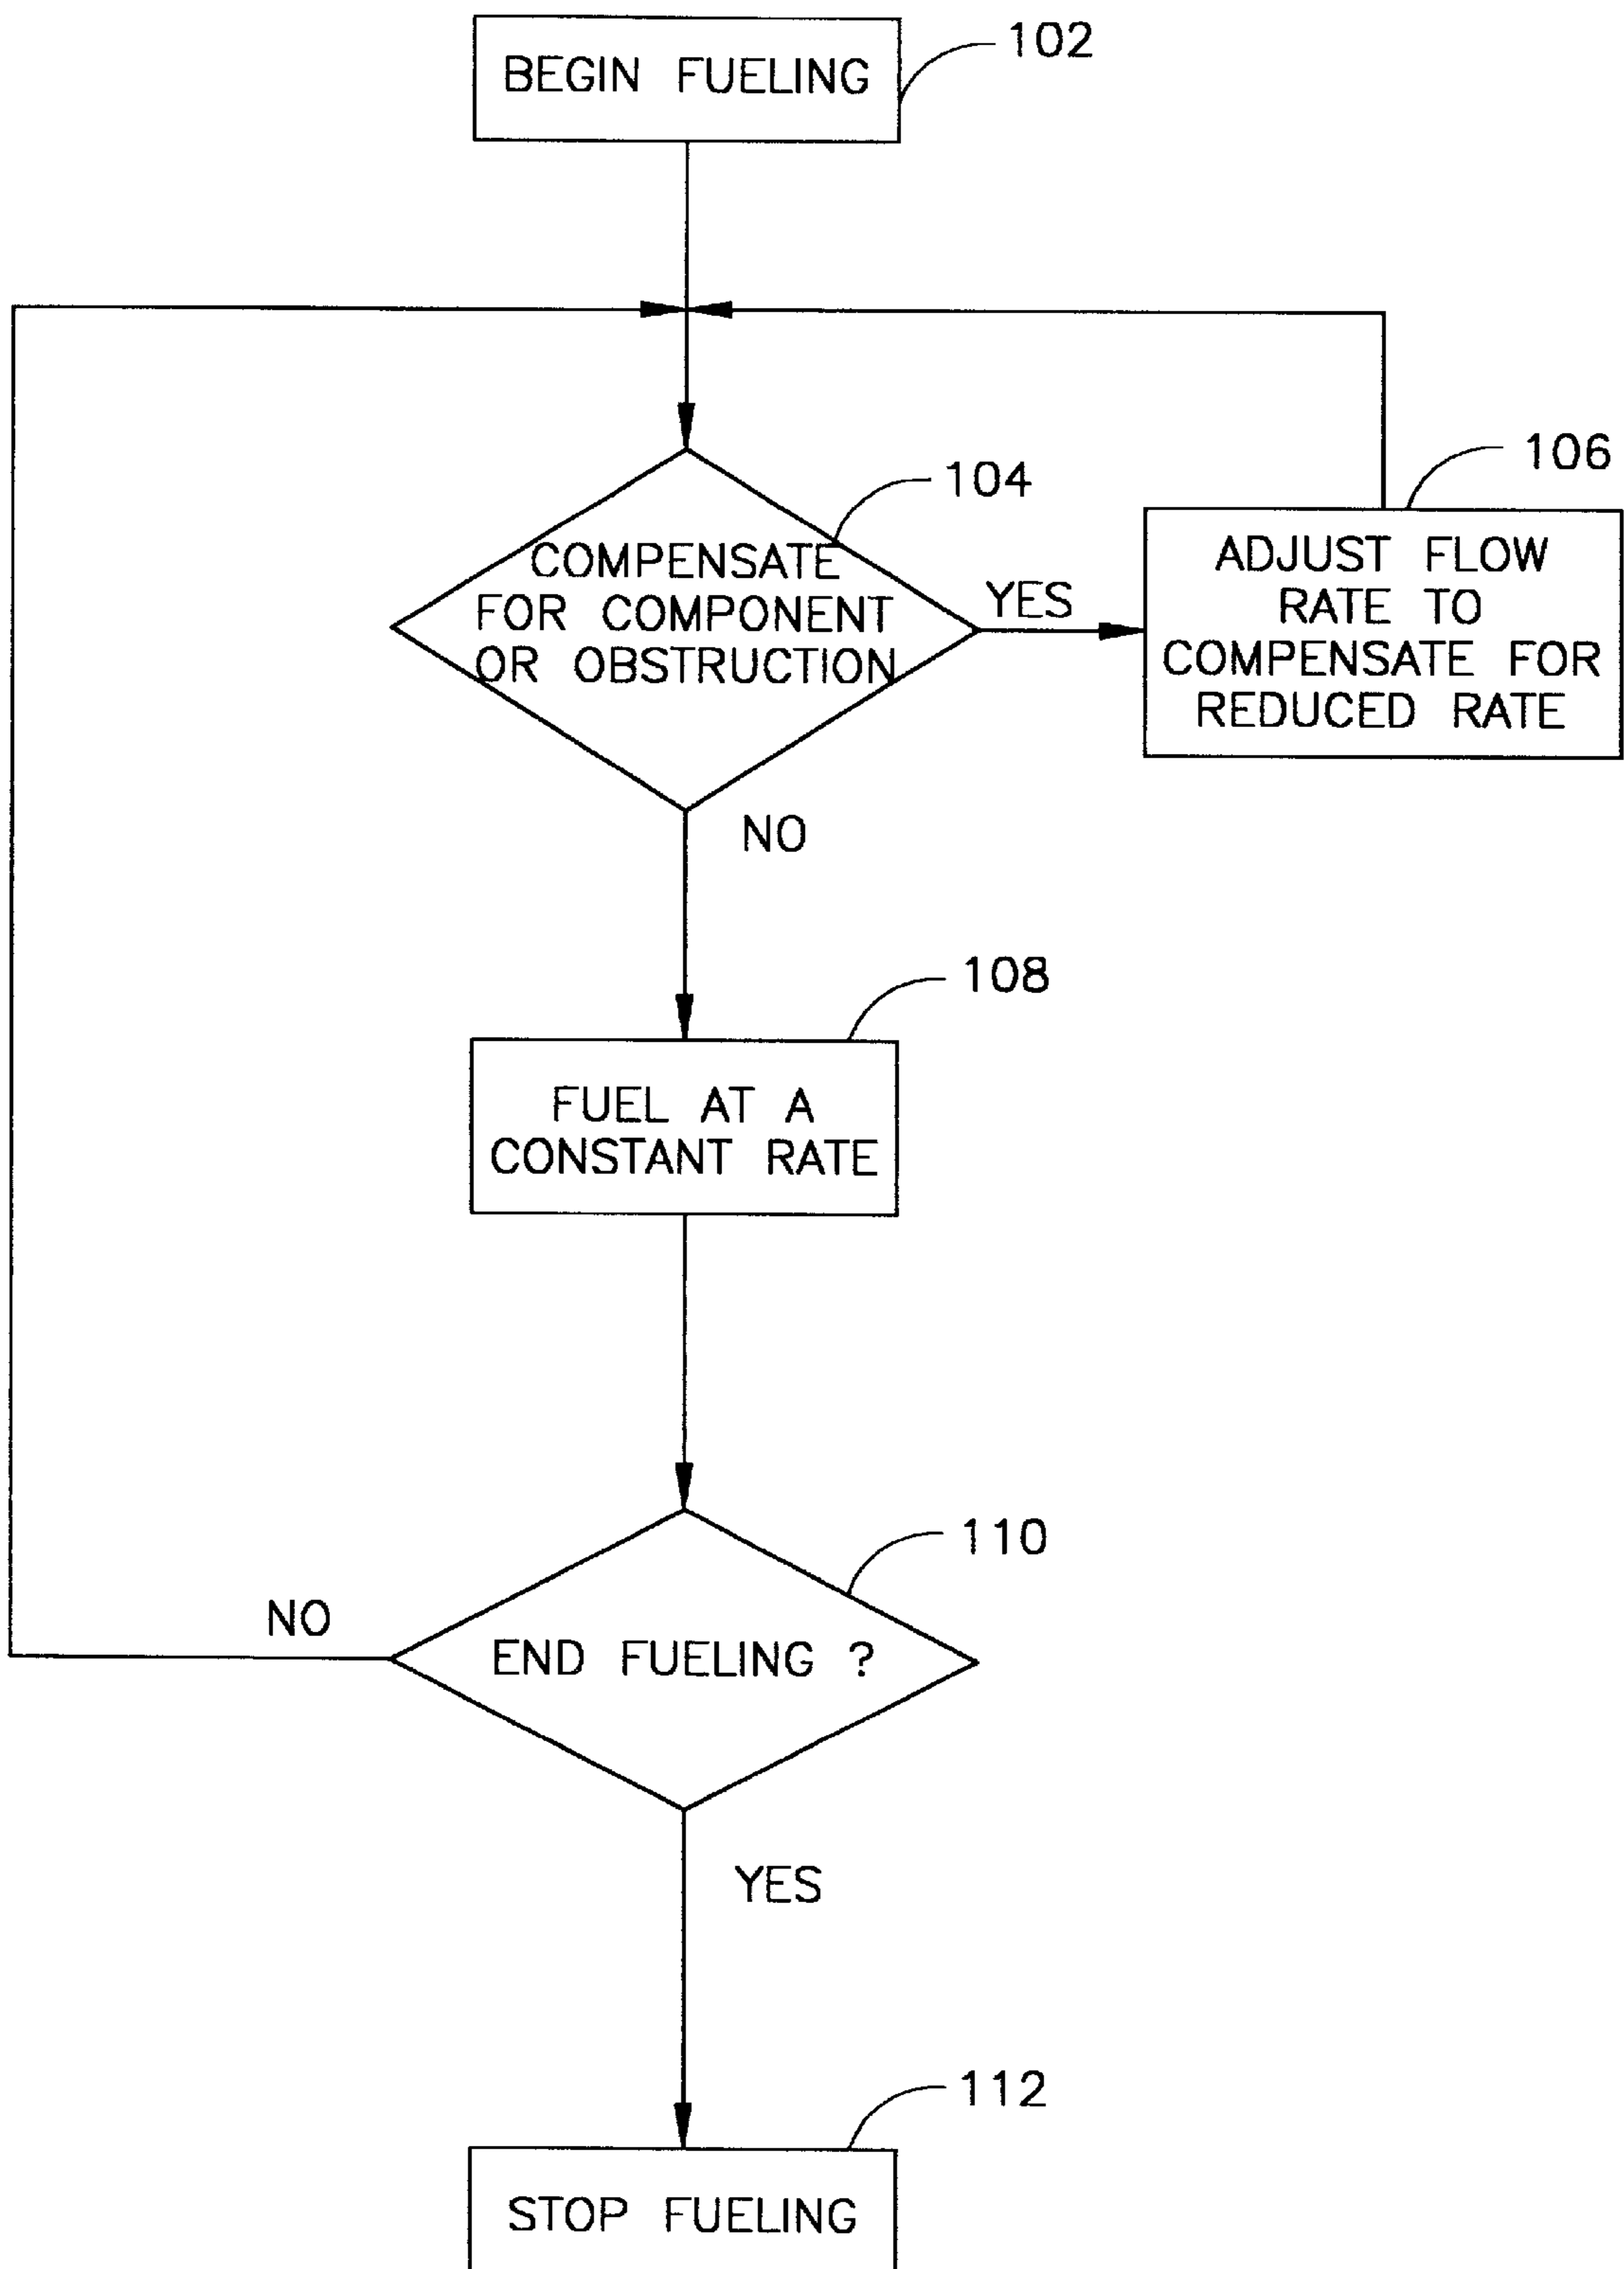 BEGIN FUELING
102
104
COMPENSATE
FOR COMPONENT
OR OBSTRUCTION
YES
106
ADJUST FLOW
RATE TO
COMPENSATE FOR
REDUCED RATE
NO
108
FUEL AT A
CONSTANT RATE
110
END FUELING ?
NO
YES
112
STOP FUELING